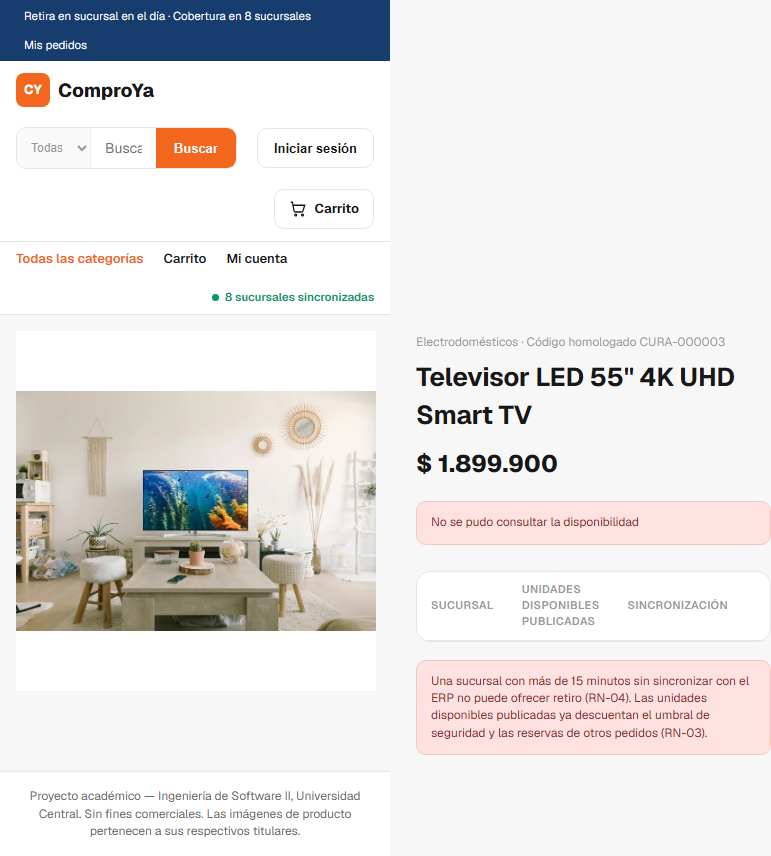 Retira en sucursal en el día · Cobertura en 8 sucursales
Mis pedidos
CY ComproYa
Todas Busca Buscar Iniciar sesión
Carrito
Todas las categorías Carrito Mi cuenta
8 sucursales sincronizadas
Electrodomésticos · Código homologado CURA-000003
Televisor LED 55" 4K UHD
Smart TV
$ 1.899.900
No se pudo consultar la disponibilidad
SUCURSAL
UNIDADES
DISPONIBLES
PUBLICADAS
SINCRONIZACIÓN
Una sucursal con más de 15 minutos sin sincronizar con el
ERP no puede ofrecer retiro (RN-04). Las unidades
disponibles publicadas ya descuentan el umbral de
seguridad y las reservas de otros pedidos (RN-03).
Proyecto académico — Ingeniería de Software II, Universidad
Central. Sin fines comerciales. Las imágenes de producto
pertenecen a sus respectivos titulares.